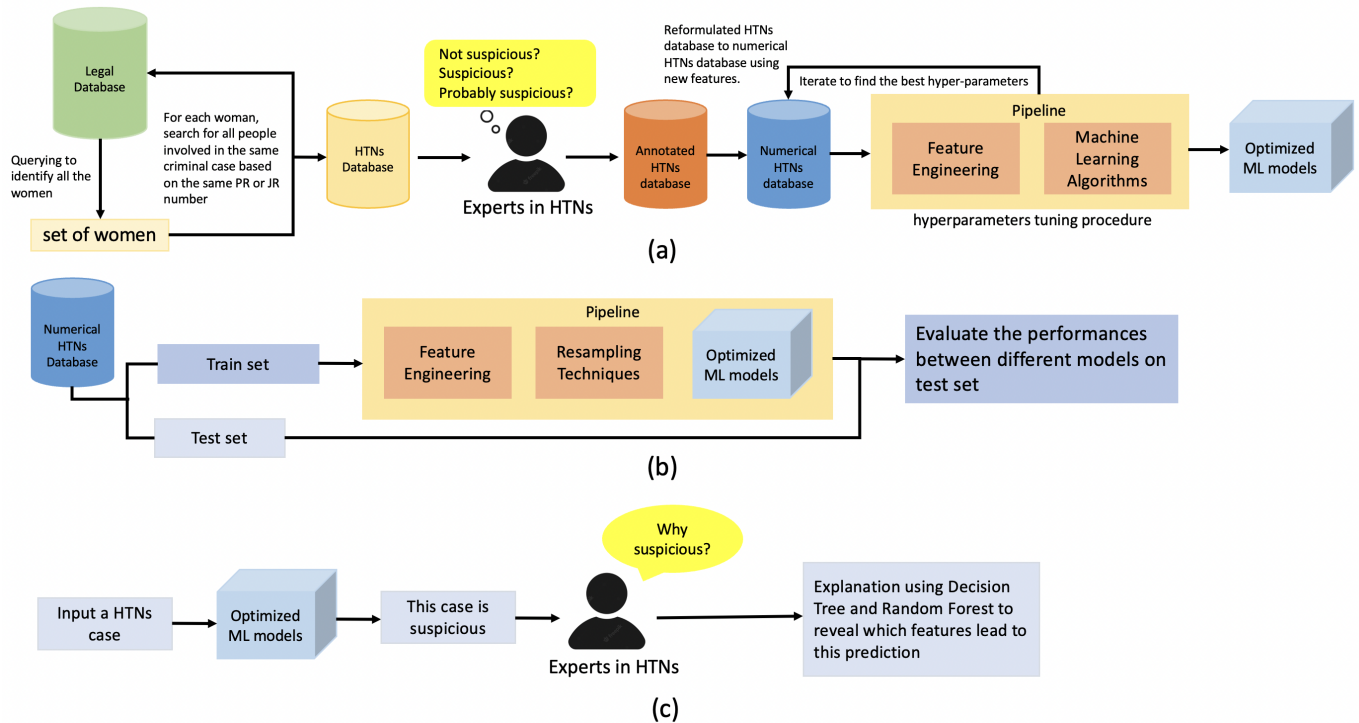 Legal
Database
Querying to
identify all the
women
set of women
For each woman,
search for all people
involved in the same
criminal case based
on the same PR or JR
number
HTNs
Database
Not suspicious?
Suspicious?
Probably suspicious?
Experts in HTNs
Annotated
HTNs
database
Reformulated HTNs
database to numerical
HTNs database using
new features.
Numerical
HTNs
database
Iterate to find the best hyper-parameters
Pipeline
Feature
Engineering
Machine
Learning
Algorithms
hyperparameters tuning procedure
Optimized
ML models
(a)
Numerical
HTNs
Database
Train set
Test set
Pipeline
Feature
Engineering
Resampling
Techniques
Optimized
ML models
Evaluate the performances
between different models on
test set
(b)
Input a HTNs
case
Optimized
ML models
This case is
suspicious
Why
suspicious?
Experts in HTNs
Explanation using Decision
Tree and Random Forest to
reveal which features lead to
this prediction
(c)